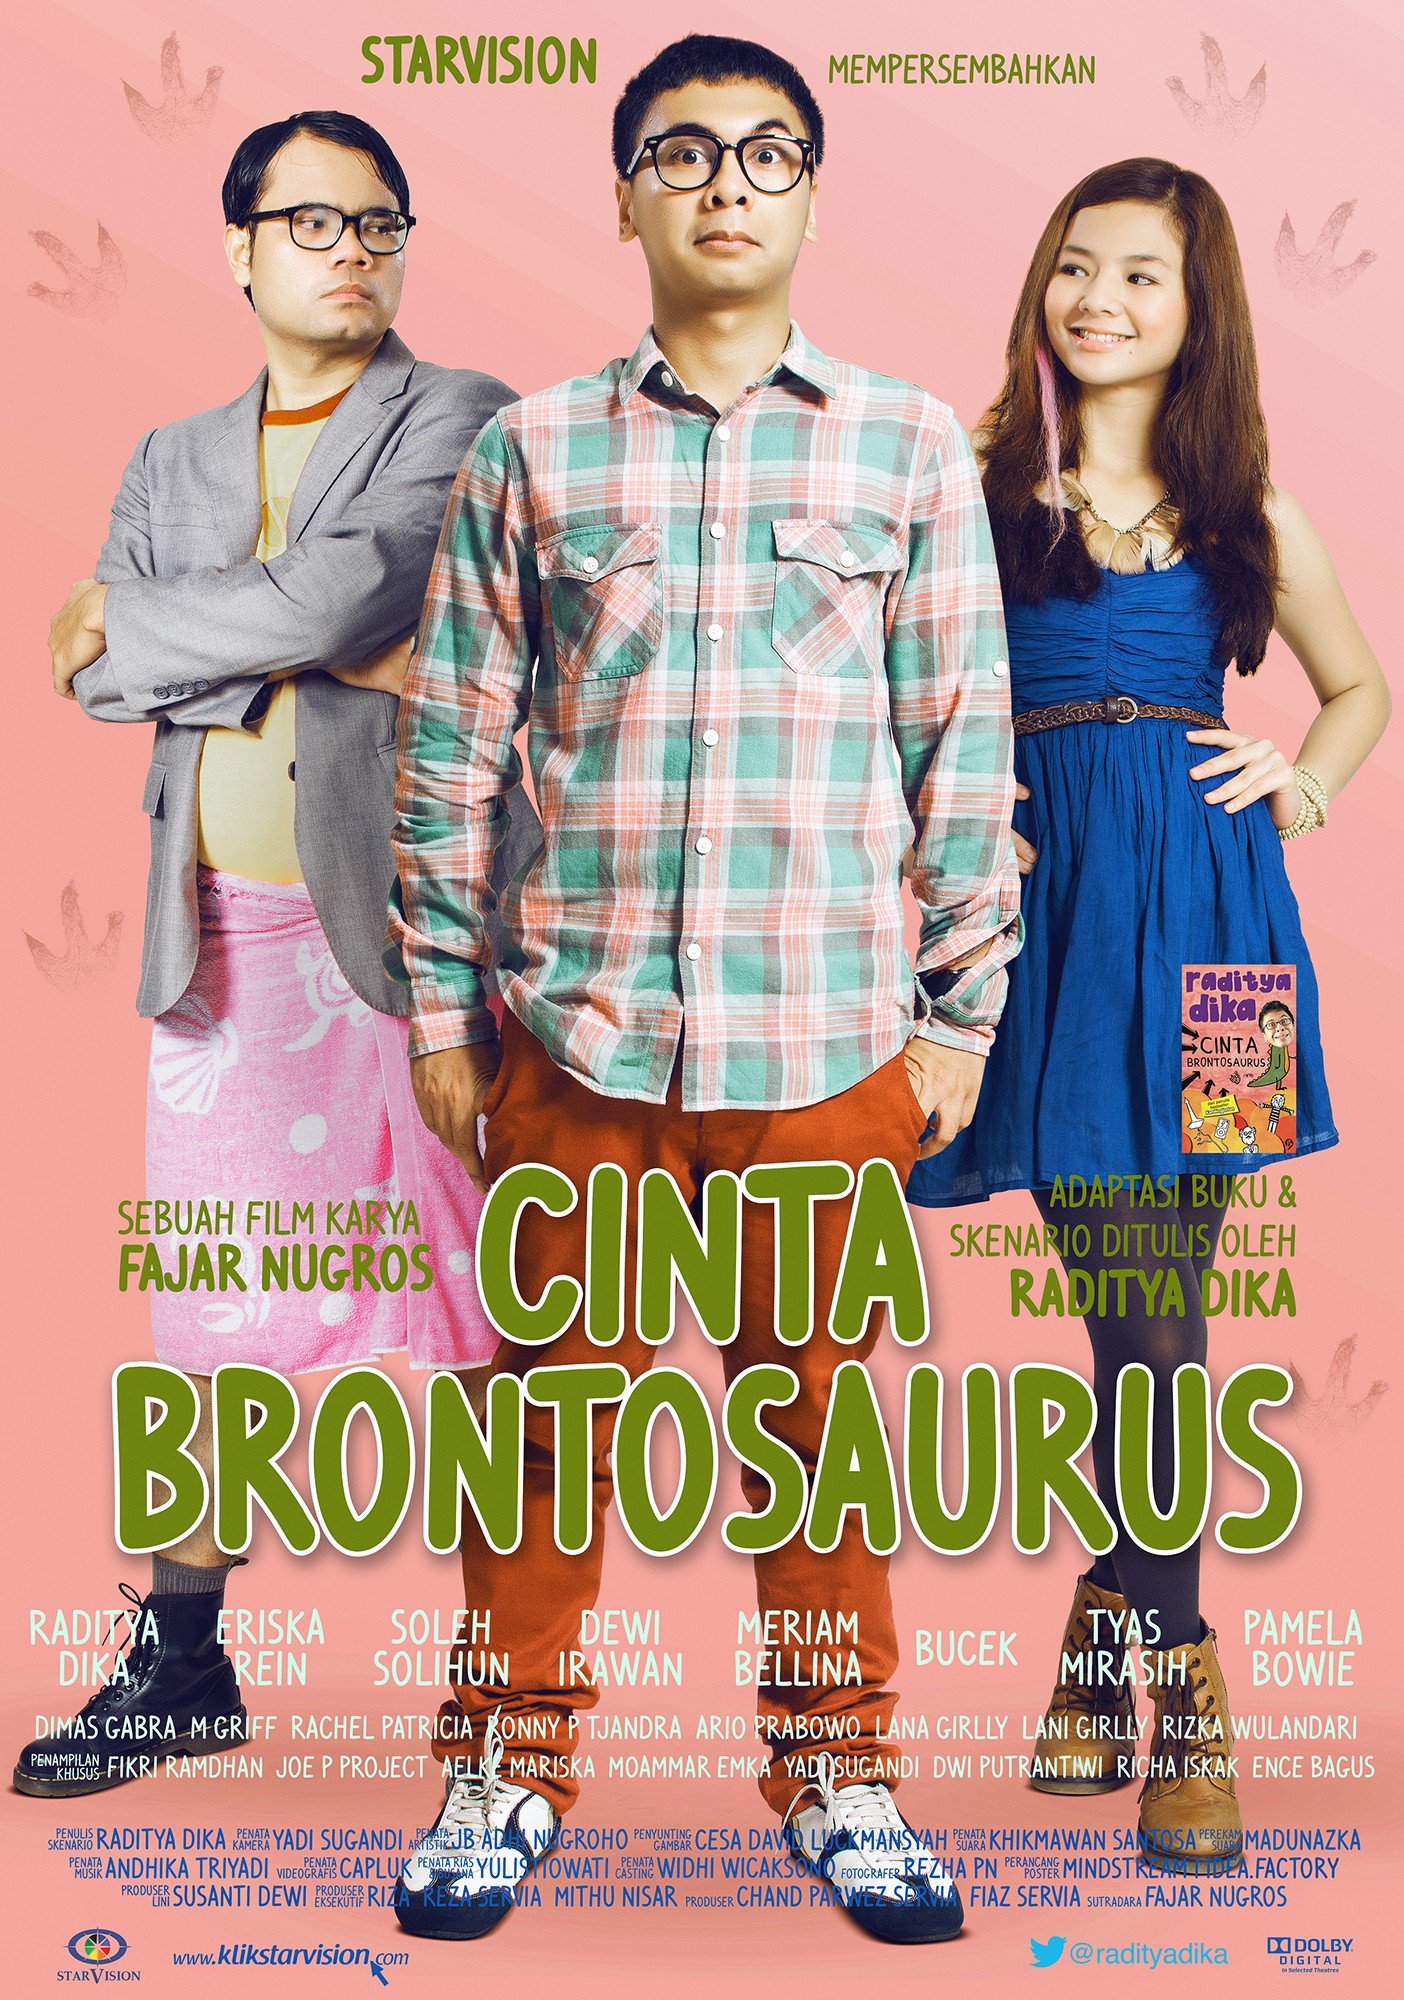 STARVISION MEMPERSEMBAHKAN
raditya
dika
CINTA
BRONTOSAURUS
SEBUAH FILM KARYA
FAJAR NUGROS
ADAPTASI BUKU &
SKENARIO DITULIS OLEH
RADITYA DIKA
CINTA
BRONTOSAURUS
RADITYA DIKA
ERISKA REIN
SOLEH SOLIHUN
DEWI IRAWAN
MERIAM BELLINA
BUCEK
TYAS MIRASIH
PAMELA BOWIE
DIMAS GABRA M GRIFF RACHEL PATRICIA RONNY P TJANDRA ARIO PRABOWO LANA GIRLLY LANI GIRLLY RIZKA WULANDARI
PENAMPILAN KHUSUS FIKRI RAMDHAN JOE P PROJECT AELKE MARISKA MOAMMAR EMKA YADI SUGANDI DWI PUTRANTIWI RICHA ISKAK ENCE BAGUS
PENULIS SKENARIO RADITYA DIKA PENATA KAMERA YADI SUGANDI PENATA ARTISTIK JB ADHI NUGROHO PENYUNTING GAMBAR CESA DAVID LUCKMANSYAH PENATA SUARA KHIKMAWAN SANTOSA PEREKAM SUARA MADUNAZKA
PENATA MUSIK ANDHIKA TRIYADI PENATA VIDEOGRAFIS CAPLUK PENATA RIAS & BUSANA YULISTIOWATI PENATA CASTING WIDHI WICAKSONO FOTOGRAFER REZHA PN PERANCANG POSTER MINDSTREAM IDEA.FACTORY
PRODUSER LINI SUSANTI DEWI PRODUSER EKSEKUTIF RIZA REZA SERVIA MITHU NISAR PRODUSER CHAND PARWEZ SERVIA FIAZ SERVIA SUTRADARA FAJAR NUGROS
STARVISION
www.klikstarvision.com
@radityadika
DOLBY
DIGITAL
In Selected Theatres